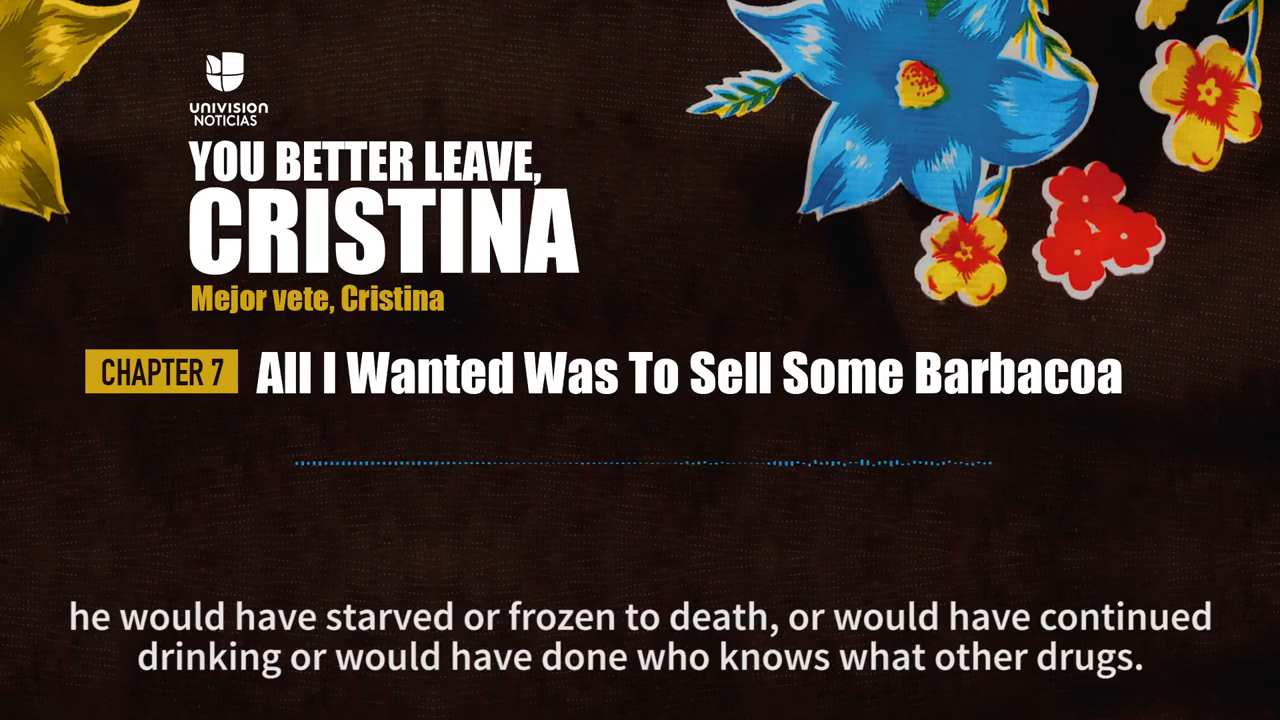 UNIVISION
NOTICIAS
YOU BETTER LEAVE,
CRISTINA
Mejor vete, Cristina
CHAPTER 7 All I Wanted Was To Sell Some Barbacoa
he would have starved or frozen to death, or would have continued
drinking or would have done who knows what other drugs.